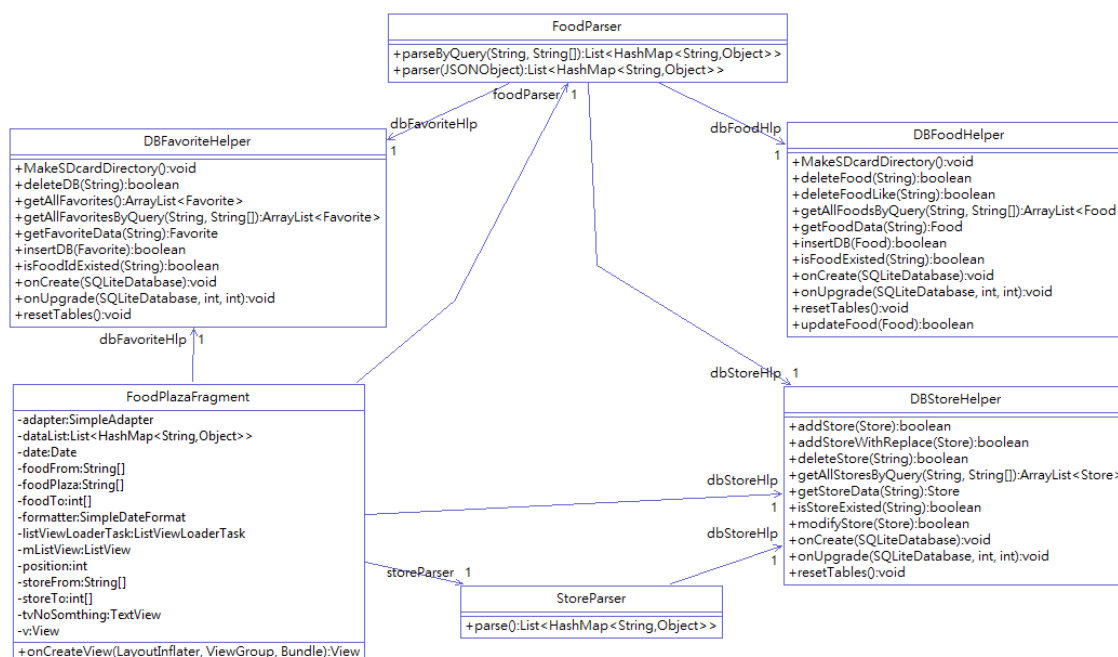 FoodParser
+parseByQuery(String, String[]):List<HashMap<String,Object>>
+parser(JSONObject):List<HashMap<String,Object>>
foodParser
1
dbFavoriteHlp
1
dbFoodHlp
1
DBFavoriteHelper
+MakeSDcardDirectory():void
+deleteDB(String):boolean
+getAllFavorites():ArrayList<Favorite>
+getAllFavoritesByQuery(String, String[]):ArrayList<Favorite>
+getFavoriteData(String):Favorite
+insertDB(Favorite):boolean
+isFoodIdExisted(String):boolean
+onCreate(SQLiteDatabase):void
+onUpgrade(SQLiteDatabase, int, int):void
+resetTables():void
DBFoodHelper
+MakeSDcardDirectory():void
+deleteFood(String):boolean
+deleteFoodLike(String):boolean
+getAllFoodsByQuery(String, String[]):ArrayList<Food
+getFoodData(String):Food
+insertDB(Food):boolean
+isFoodExisted(String):boolean
+onCreate(SQLiteDatabase):void
+onUpgrade(SQLiteDatabase, int, int):void
+resetTables():void
+updateFood(Food):boolean
dbFavoriteHlp
1
dbStoreHlp
1
FoodPlazaFragment
-adapter:SimpleAdapter
-dataList:List<HashMap<String,Object>>
-date:Date
-foodFrom:String[]
-foodPlaza:String[]
-foodTo:int[]
-formatter:SimpleDateFormat
-listViewLoaderTask:ListViewLoaderTask
-mListView:ListView
-position:int
-storeFrom:String[]
-storeTo:int[]
-tvNoSomthing:TextView
-v:View
+onCreateView(LayoutInflater, ViewGroup, Bundle):View
DBStoreHelper
+addStore(Store):boolean
+addStoreWithReplace(Store):boolean
+deleteStore(String):boolean
+getAllStoresByQuery(String, String[]):ArrayList<Store>
+getStoreData(String):Store
+isStoreExisted(String):boolean
+modifyStore(Store):boolean
+onCreate(SQLiteDatabase):void
+onUpgrade(SQLiteDatabase, int, int):void
+resetTables():void
dbStoreHlp
1
dbStoreHlp
1
storeParser
1
StoreParser
+parse():List<HashMap<String,Object>>